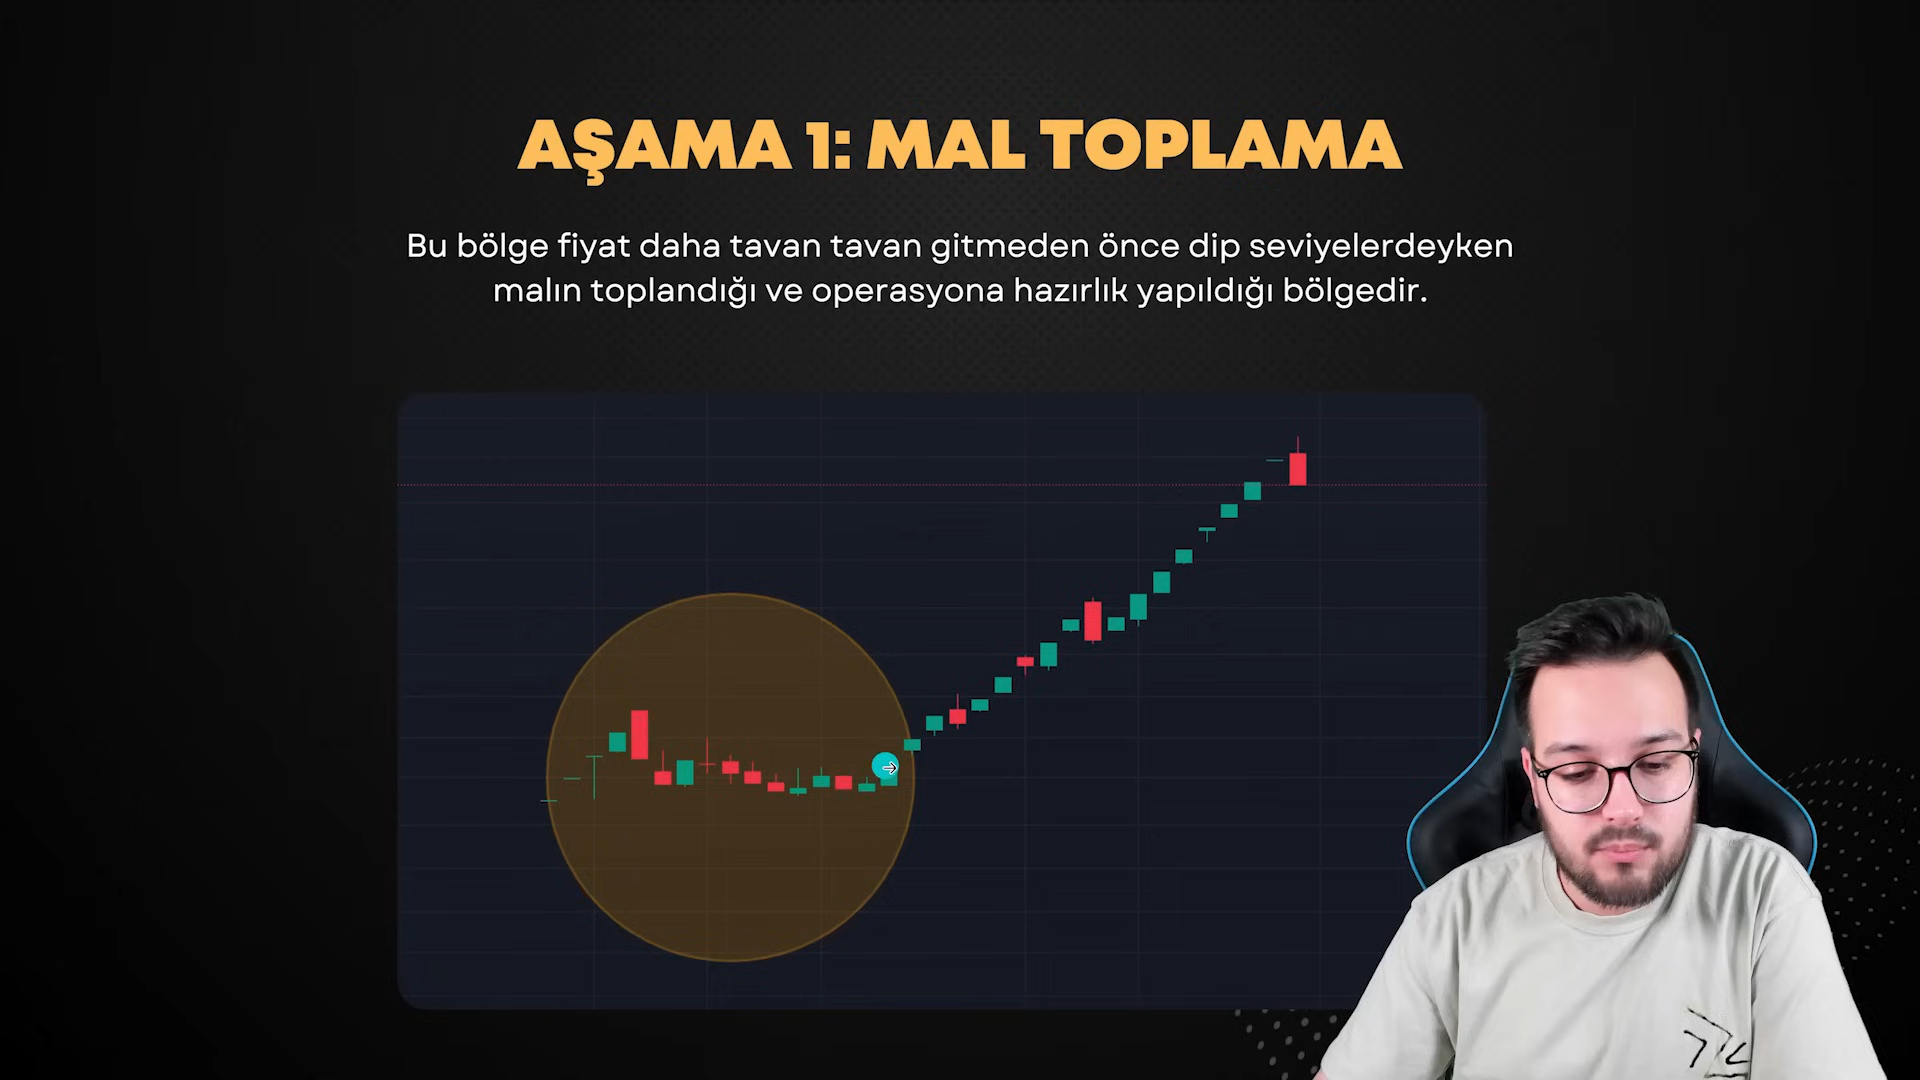 AŞAMA 1: MAL TOPLAMA
Bu bölge fiyat daha tavan tavan gitmeden önce dip seviyelerdeyken
malın toplandığı ve operasyona hazırlık yapıldığı bölgedir.